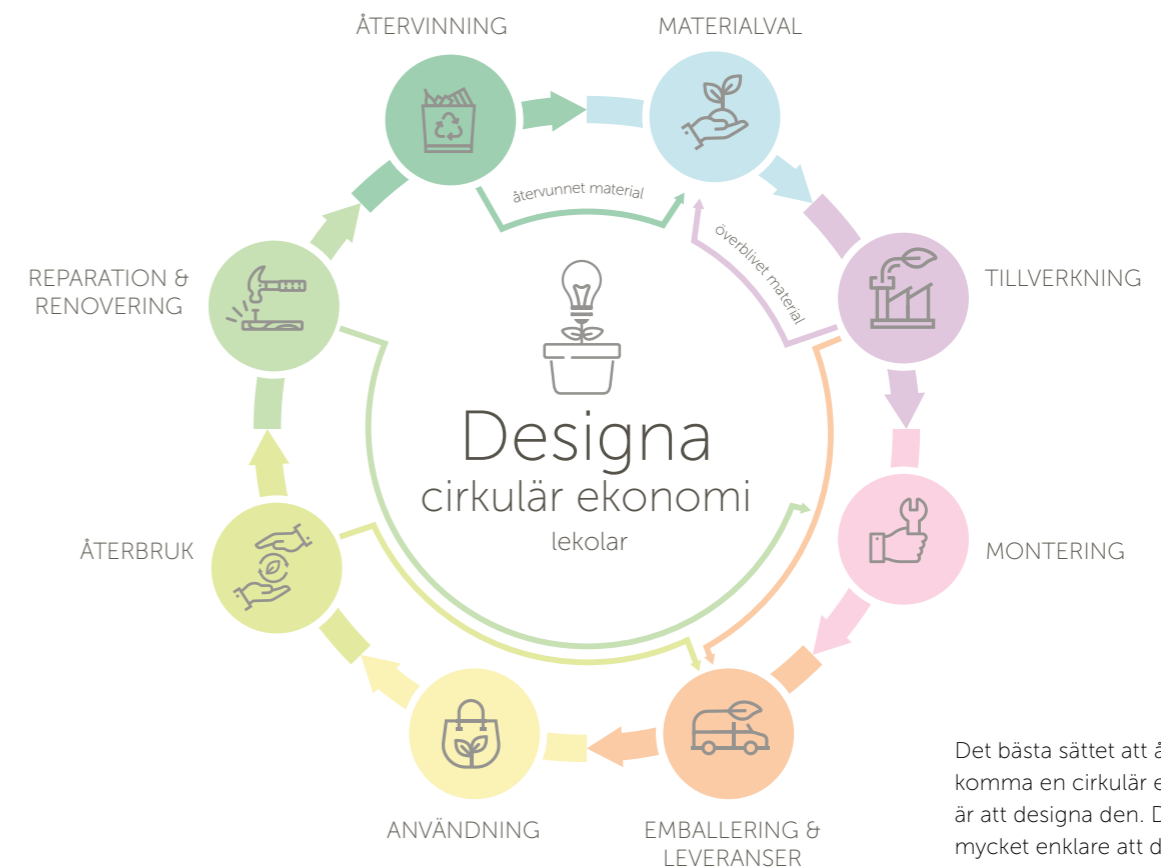 ÅTERVINNING
MATERIALVAL
återvunnet material
överblivet material
REPARATION &
RENOVERING
TILLVERKNING
Designa
cirkulär ekonomi
lekolar
ÅTERBRUK
MONTERING
ANVÄNDNING
EMBALLERING &
LEVERANSER
Det bästa sättet att
komma en cirkulär
är att designa den.
mycket enklare att